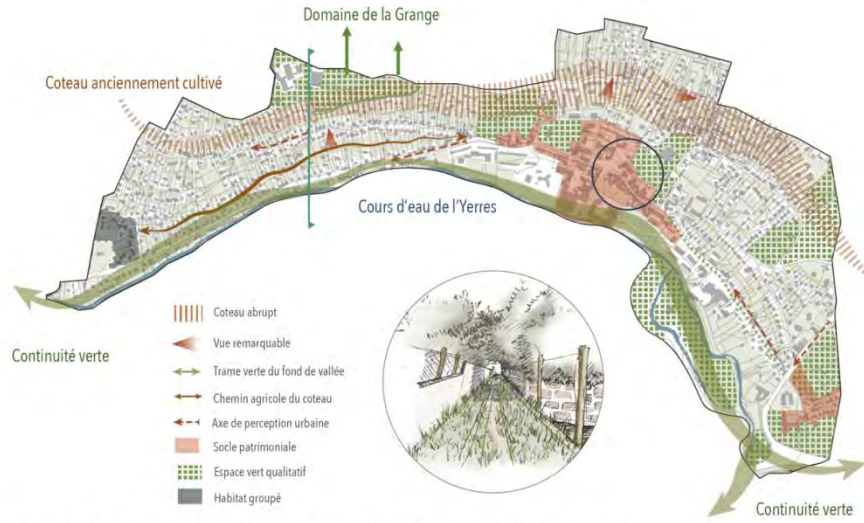 Domaine de la Grange
Coteau anciennement cultivé
Cours d'eau de l'Yerres
Coteau abrupt
Vue remarquable
Continuité verte
Trame verte du fond de vallée
Chemin agricole du coteau
Axe de perception urbaine
Socle patrimoniale
Espace vert qualitatif
Habitat groupé
Continuité verte